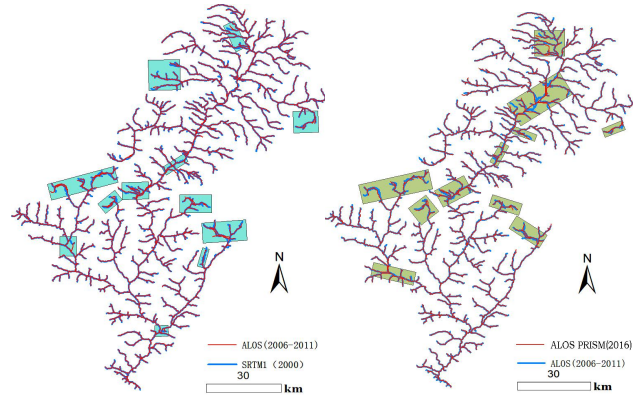 N
ALOS(2006-2011)
SRTM1 (2000)
30
km
N
ALOS PRISM(2016)
ALOS(2006-2011)
30
km